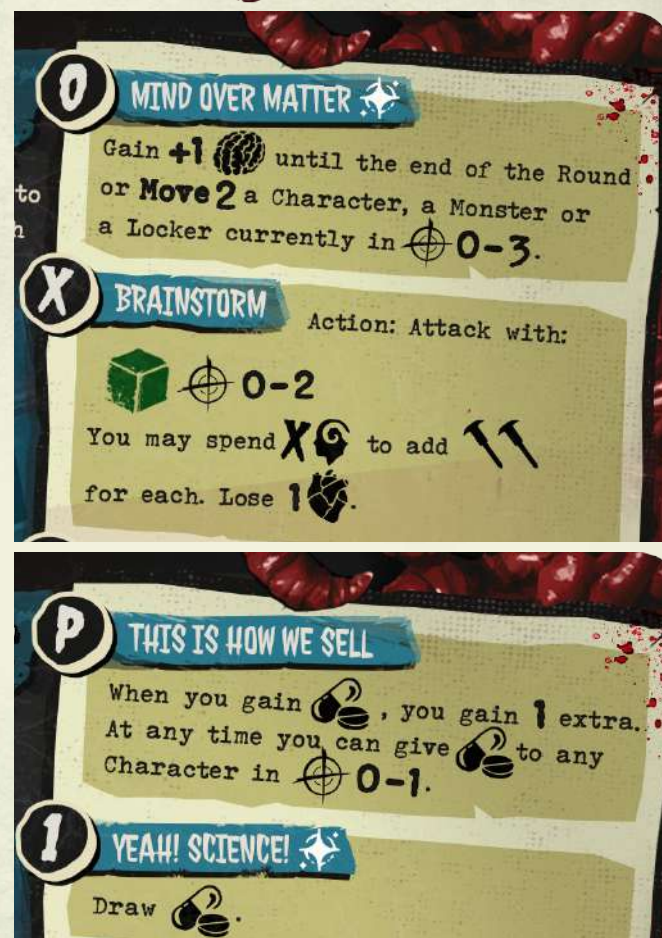 O
MIND OVER MATTER
Gain +1 until the end of the Round
to
or Move 2 a Character, a Monster or
h
a Locker currently in 0-3.
X
BRAINSTORM
Action: Attack with:
0-2
You may spend X to add
for each. Lose 1 .
P
THIS IS HOW WE SELL
When you gain , you gain 1 extra.
At any time you can give to any
Character in 0-1.
1
YEAH! SCIENCE!
Draw .